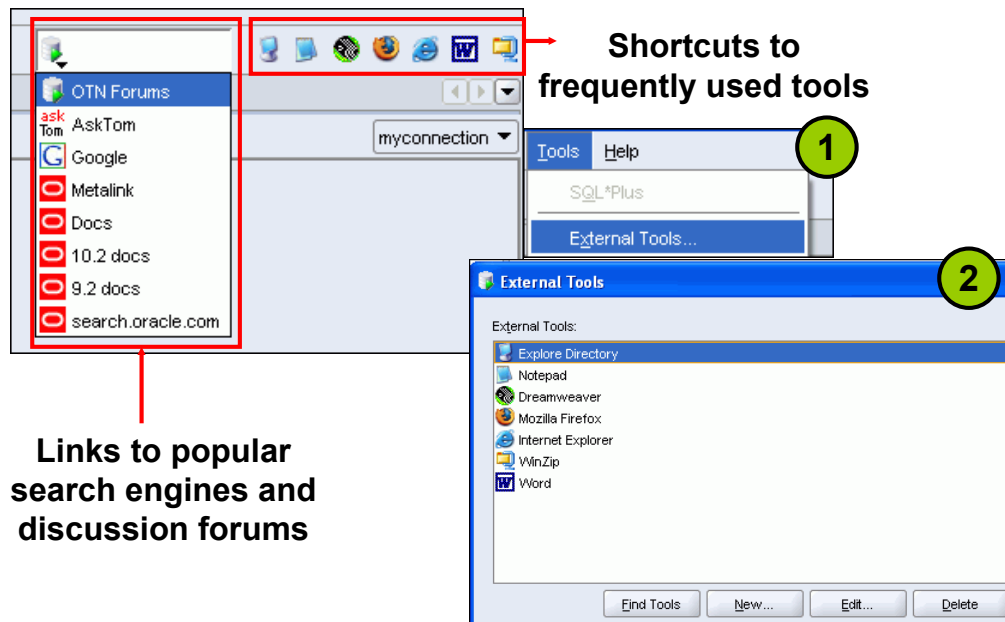 OTN Forums
ask
Tom AskTom
G Google
Metalink
Docs
10.2 docs
9.2 docs
search.oracle.com
W
myconnection
Shortcuts to
frequently used tools
Tools Help
1
SQL*Plus
External Tools...
Links to popular
search engines and
discussion forums
External Tools
2
External Tools:
Explore Directory
Notepad
Dreamweaver
Mozilla Firefox
Internet Explorer
WinZip
W Word
Find Tools New... Edit... Delete